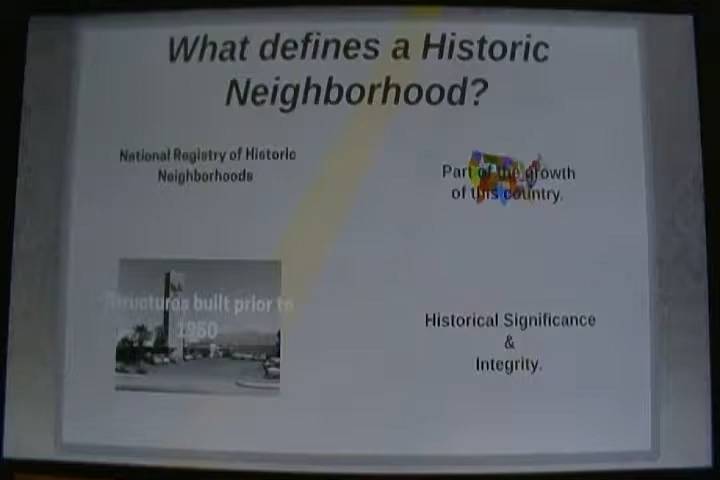 What defines a Historic
Neighborhood?
National Registry of Historic
Neighborhoods
Part of the growth
of this country.
Structures built prior to
1950
Historical Significance
&
Integrity.